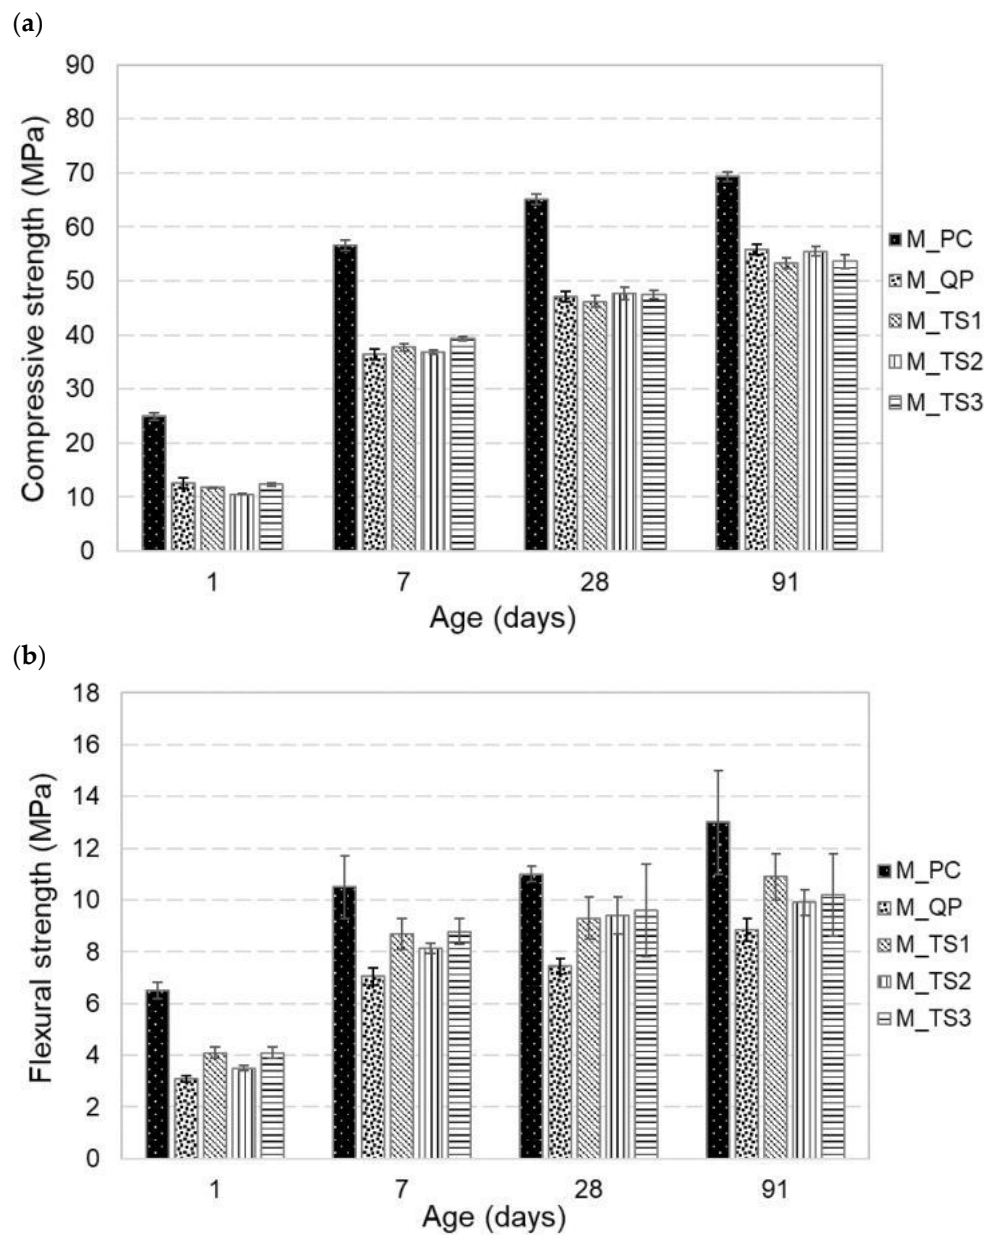 (a)
Compressive strength (MPa)
90
80
70
60
50
40
30
20
10
0
1 7 28 91
Age (days)
M_PC
M_QP
M_TS1
M_TS2
M_TS3
(b)
Flexural strength (MPa)
18
16
14
12
10
8
6
4
2
0
1 7 28 91
Age (days)
M_PC
M_QP
M_TS1
M_TS2
M_TS3